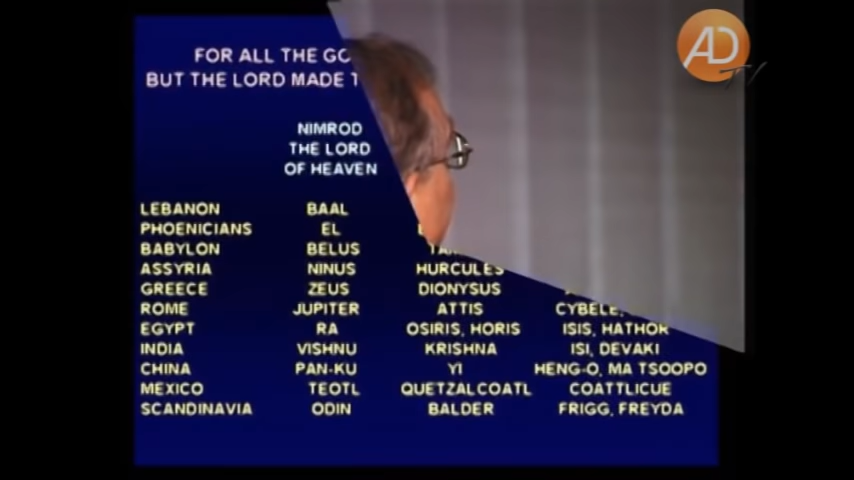 AD
TV
FOR ALL THE
BUT THE LORD MADE
NIMROD
THE LORD
OF HEAVEN
LEBANON BAAL
PHOENICIANS EL
BABYLON BELUS
ASSYRIA NINUS HURCULES
GREECE ZEUS DIONYSUS
ROME JUPITER ATTIS CYBELE,
EGYPT RA OSIRIS, HORIS ISIS, HATHOR
INDIA VISHNU KRISHNA ISI, DEVAKI
CHINA PAN-KU YI HENG-O, MA TSOOPO
MEXICO TEOTL QUETZALCOATL COATTLICUE
SCANDINAVIA ODIN BALDER FRIGG, FREYDA